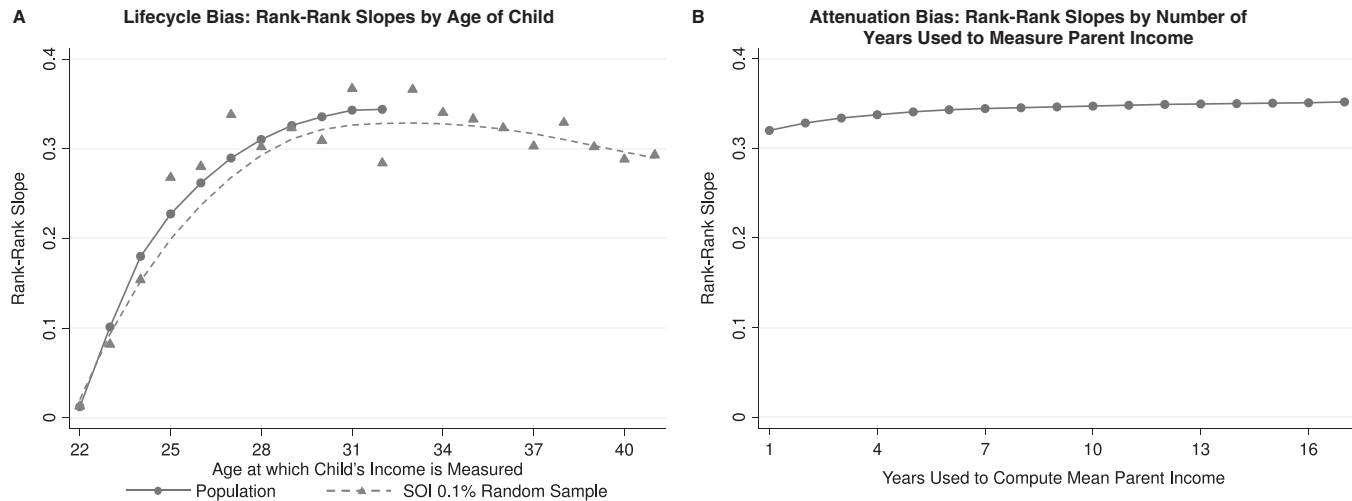 A
Lifecycle Bias: Rank-Rank Slopes by Age of Child
Rank-Rank Slope
0.4
0.3
0.2
0.1
0
22 25 28 31 34 37 40
Age at which Child's Income is Measured
Population SOI 0.1% Random Sample
B
Attenuation Bias: Rank-Rank Slopes by Number of
Years Used to Measure Parent Income
Rank-Rank Slope
0.4
0.3
0.2
0.1
0
1 4 7 10 13 16
Years Used to Compute Mean Parent Income